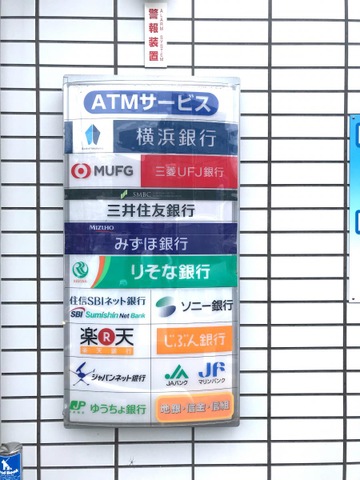 警報装置
ALARM SYSTEM
ATMサービス
横浜銀行
MUFG 三菱UFJ銀行
SMBC
三井住友銀行
MIZUHO
みずほ銀行
りそな銀行
RESONA
住信SBIネット銀行
SBI Sumishin Net Bank
ソニー銀行
楽R天
楽天銀行
じぶん銀行
ジャパンネット銀行
JA
JAバンク
JF
マリンバンク
JP
ゆうちょ銀行
地銀・信金・信組